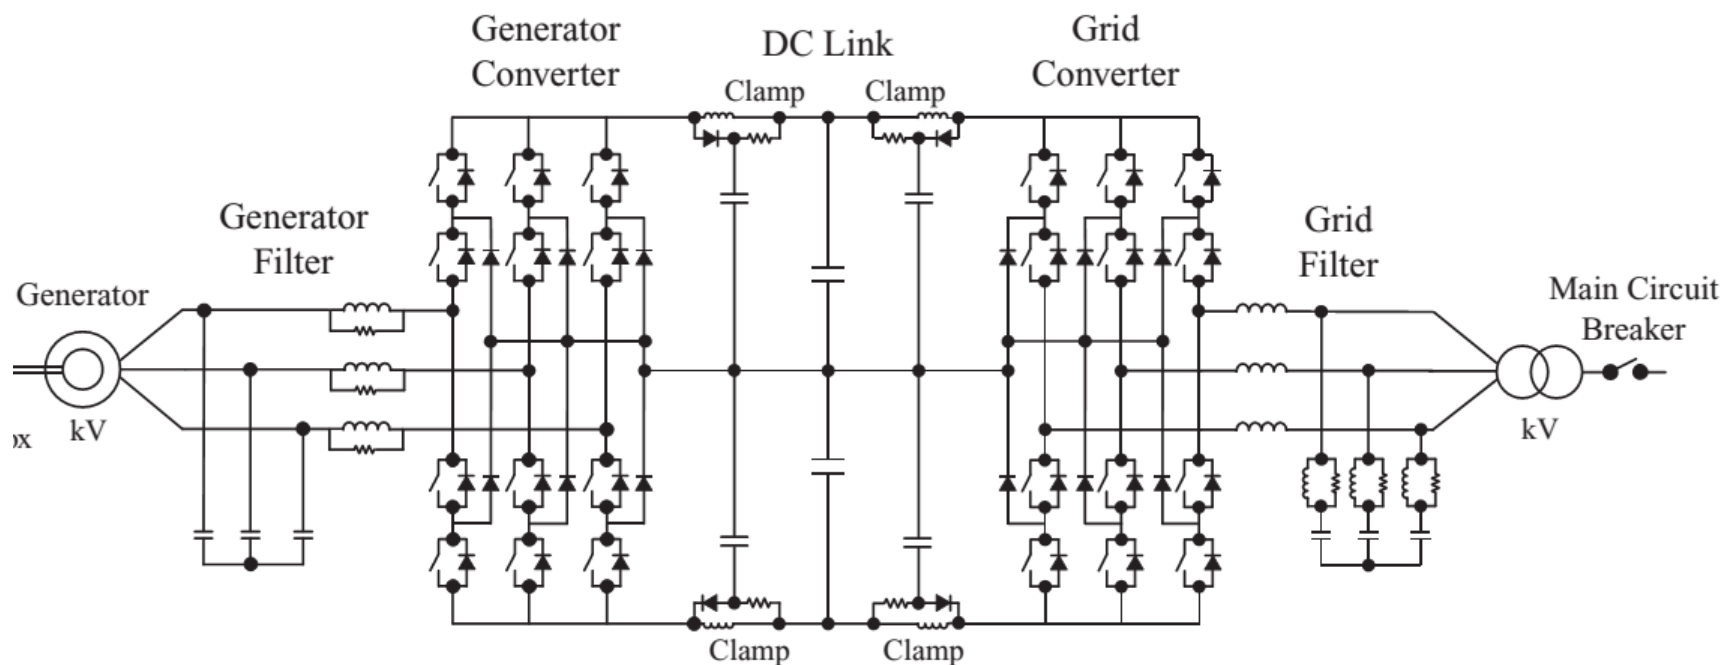 Generator
Converter
DC Link
Grid
Converter
Clamp
Clamp
Generator
Filter
Grid
Filter
Generator
Main Circuit
Breaker
kV
kV
Clamp
Clamp